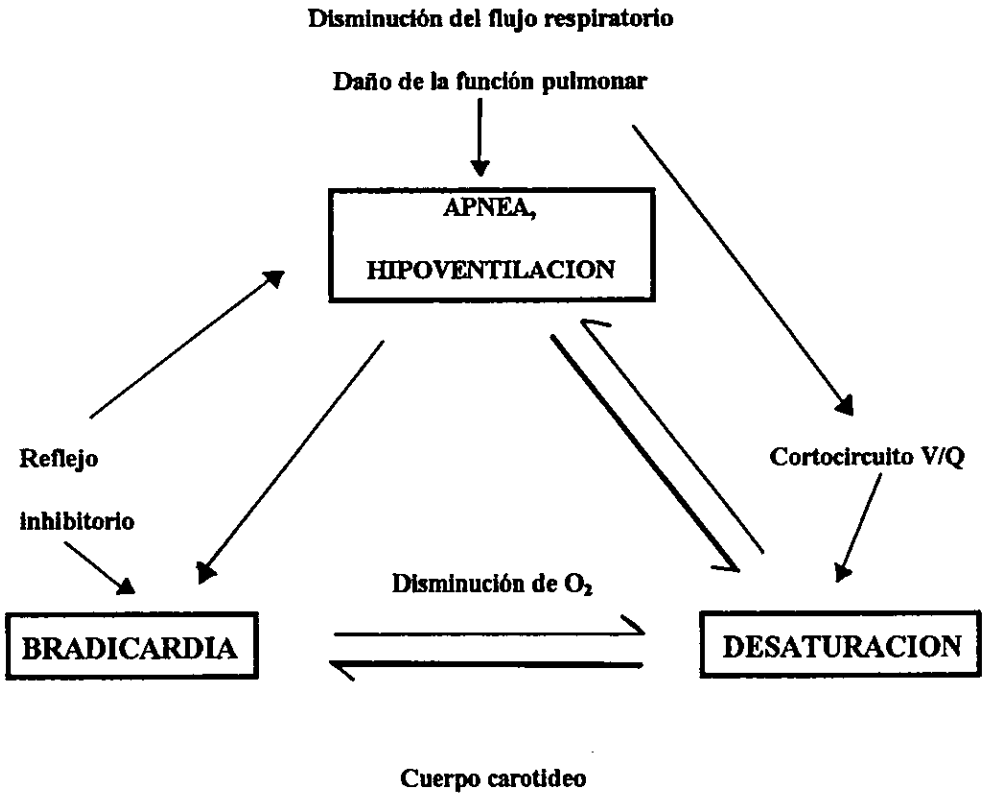 Disminución del flujo respiratorio
Daño de la función pulmonar
APNEA,
HIPOVENTILACION
Reflejo
inhibitorio
Cortocircuito V/Q
Disminución de O₂
BRADICARDIA
DESATURACION
Cuerpo carotideo